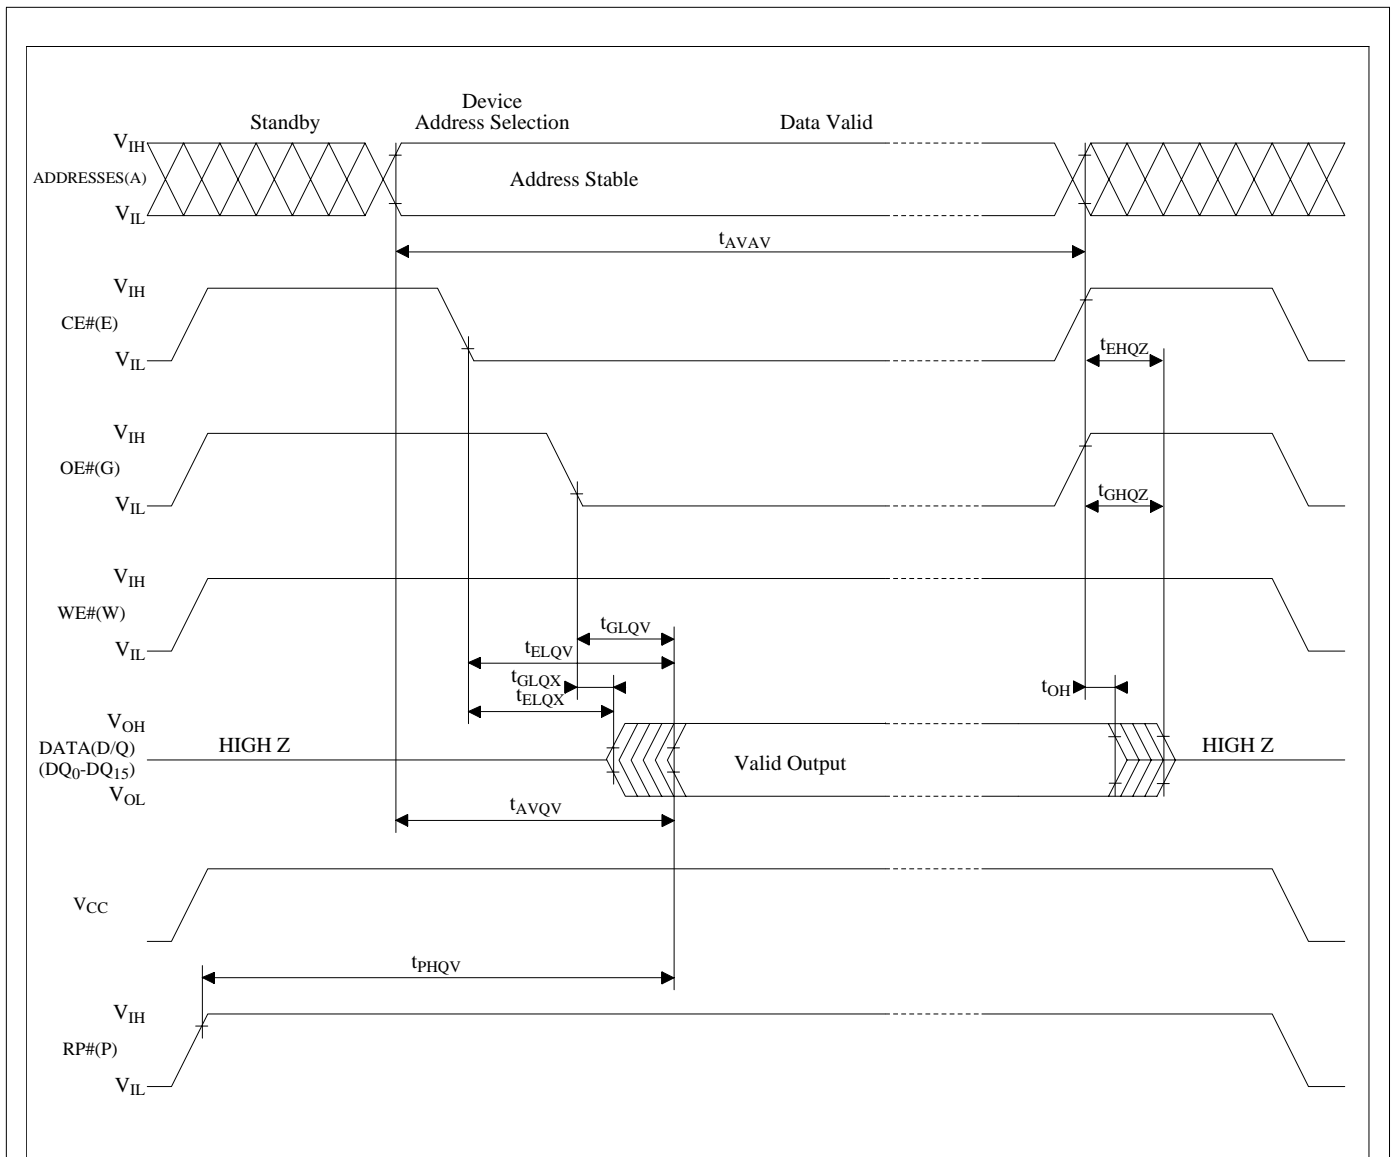 Device
Standby Address Selection Data Valid
VIH
ADDRESSES(A) Address Stable
VIL
tAVAV
VIH
CE#(E)
VIL
tEHQZ
VIH
OE#(G)
VIL
tGHQZ
VIH
WE#(W)
VIL
tGLQV
tELQV
tGLQX
tELQX
tOH
VOH
DATA(D/Q) HIGH Z Valid Output HIGH Z
(DQ0-DQ15)
VOL
tAVQV
VCC
tPHQV
VIH
RP#(P)
VIL